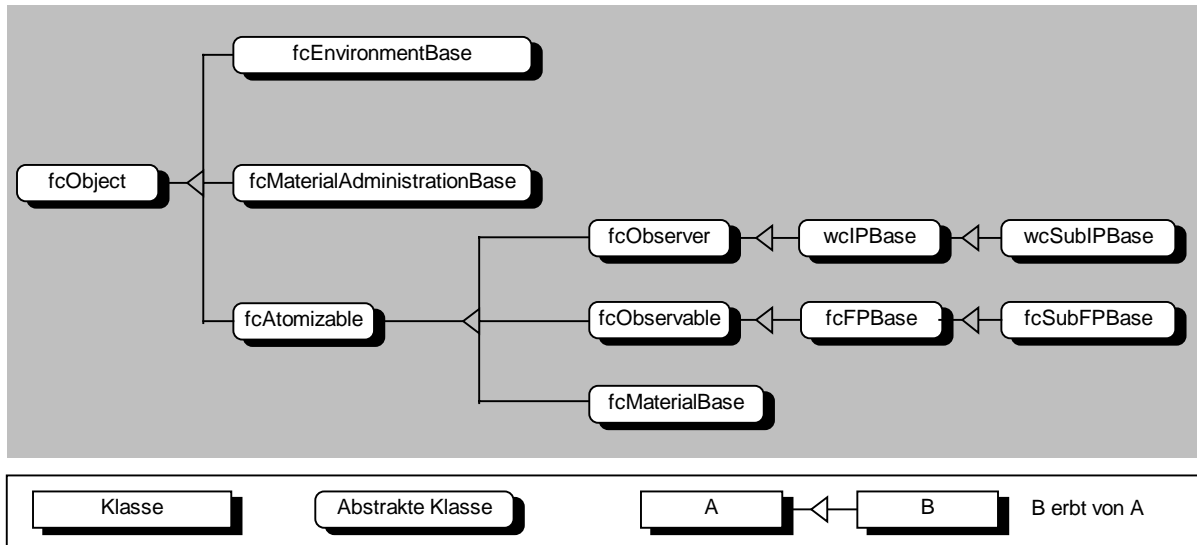 fcEnvironmentBase
fcObject
fcMaterialAdministrationBase
fcObserver
wcIPBase
wcSubIPBase
fcAtomizable
fcObservable
fcFPBase
fcSubFPBase
fcMaterialBase
Klasse
Abstrakte Klasse
A
B
B erbt von A